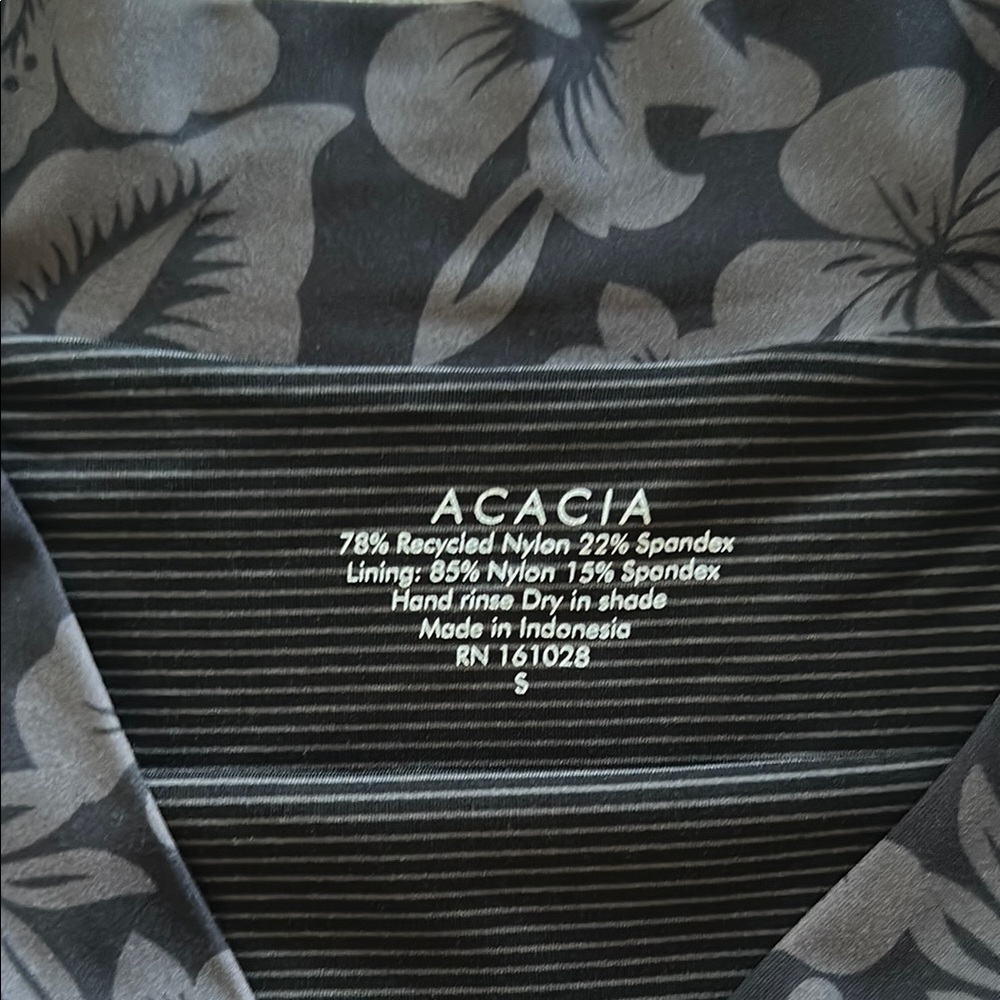 ACACIA
78% Recycled Nylon 22% Spandex
Lining: 85% Nylon 15% Spandex
Hand rinse Dry in shade
Made in Indonesia
RN 161028
S